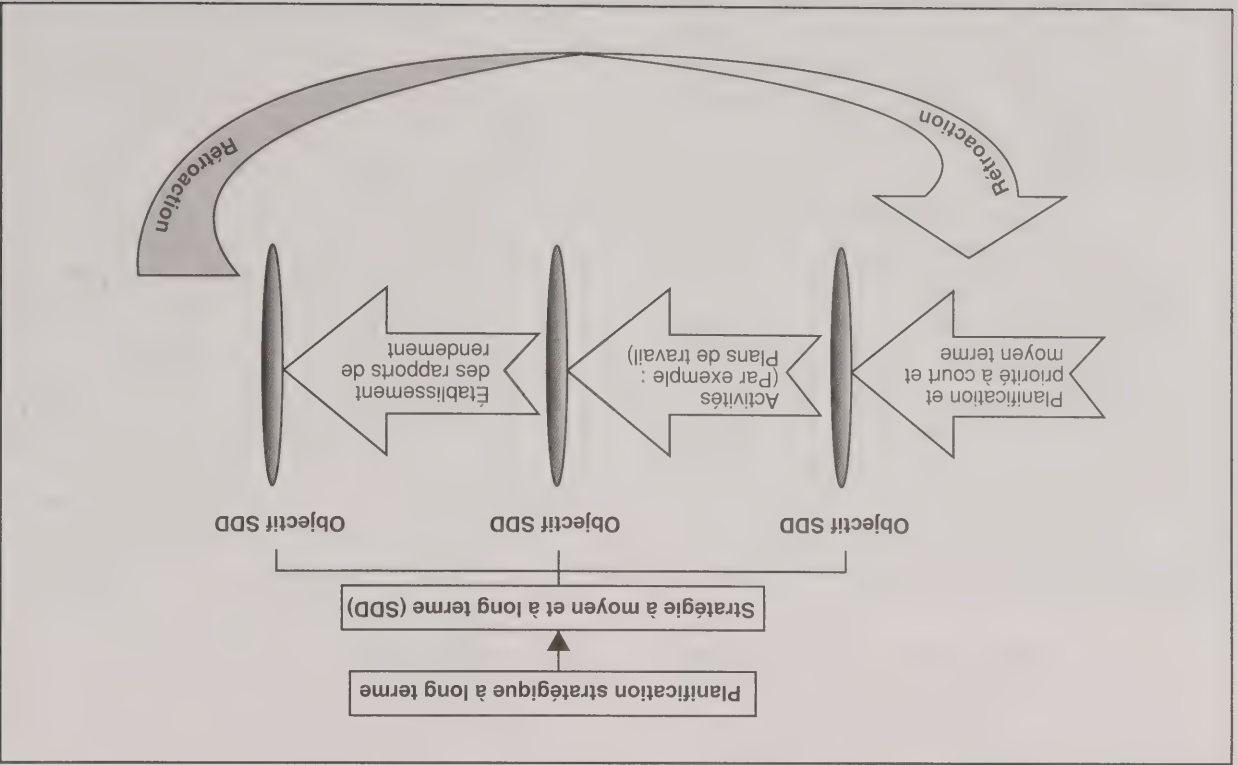 Planification stratégique à long terme
Stratégie à moyen et à long terme (SDD)
Objectif SDD
Objectif SDD
Objectif SDD
Planification et
priorité à court et
moyen terme
Activités
(Par exemple :
Plans de travail)
Établissement
des rapports de
rendement
Rétroaction
Rétroaction